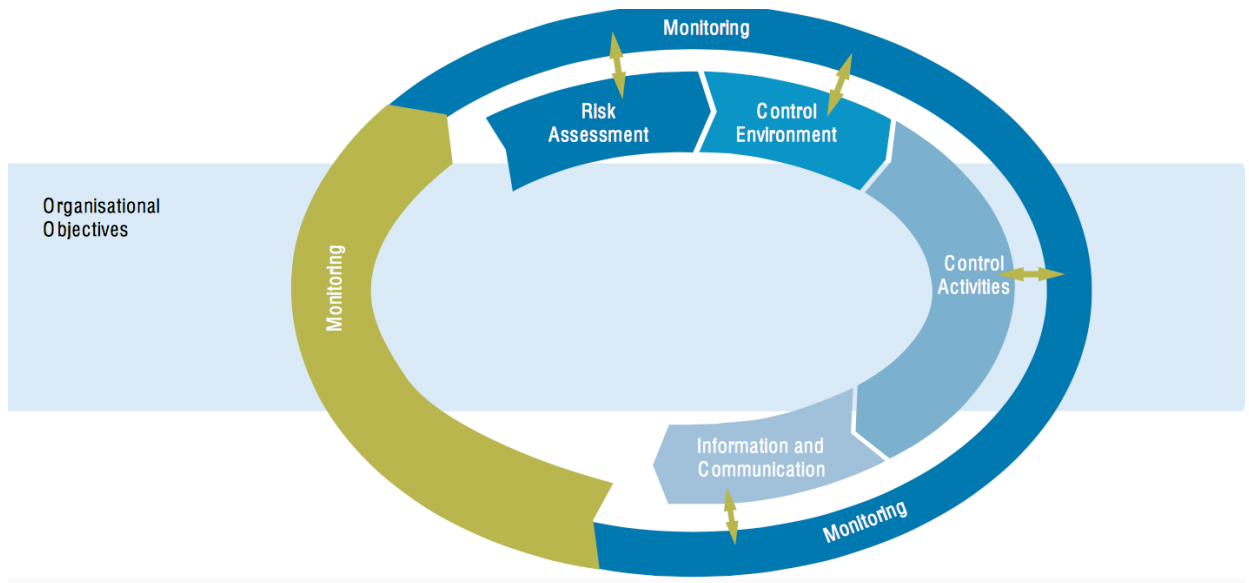 Monitoring
Risk
Assessment
Control
Environment
Organisational
Objectives
Monitoring
Control
Activities
Information and
Communication
Monitoring